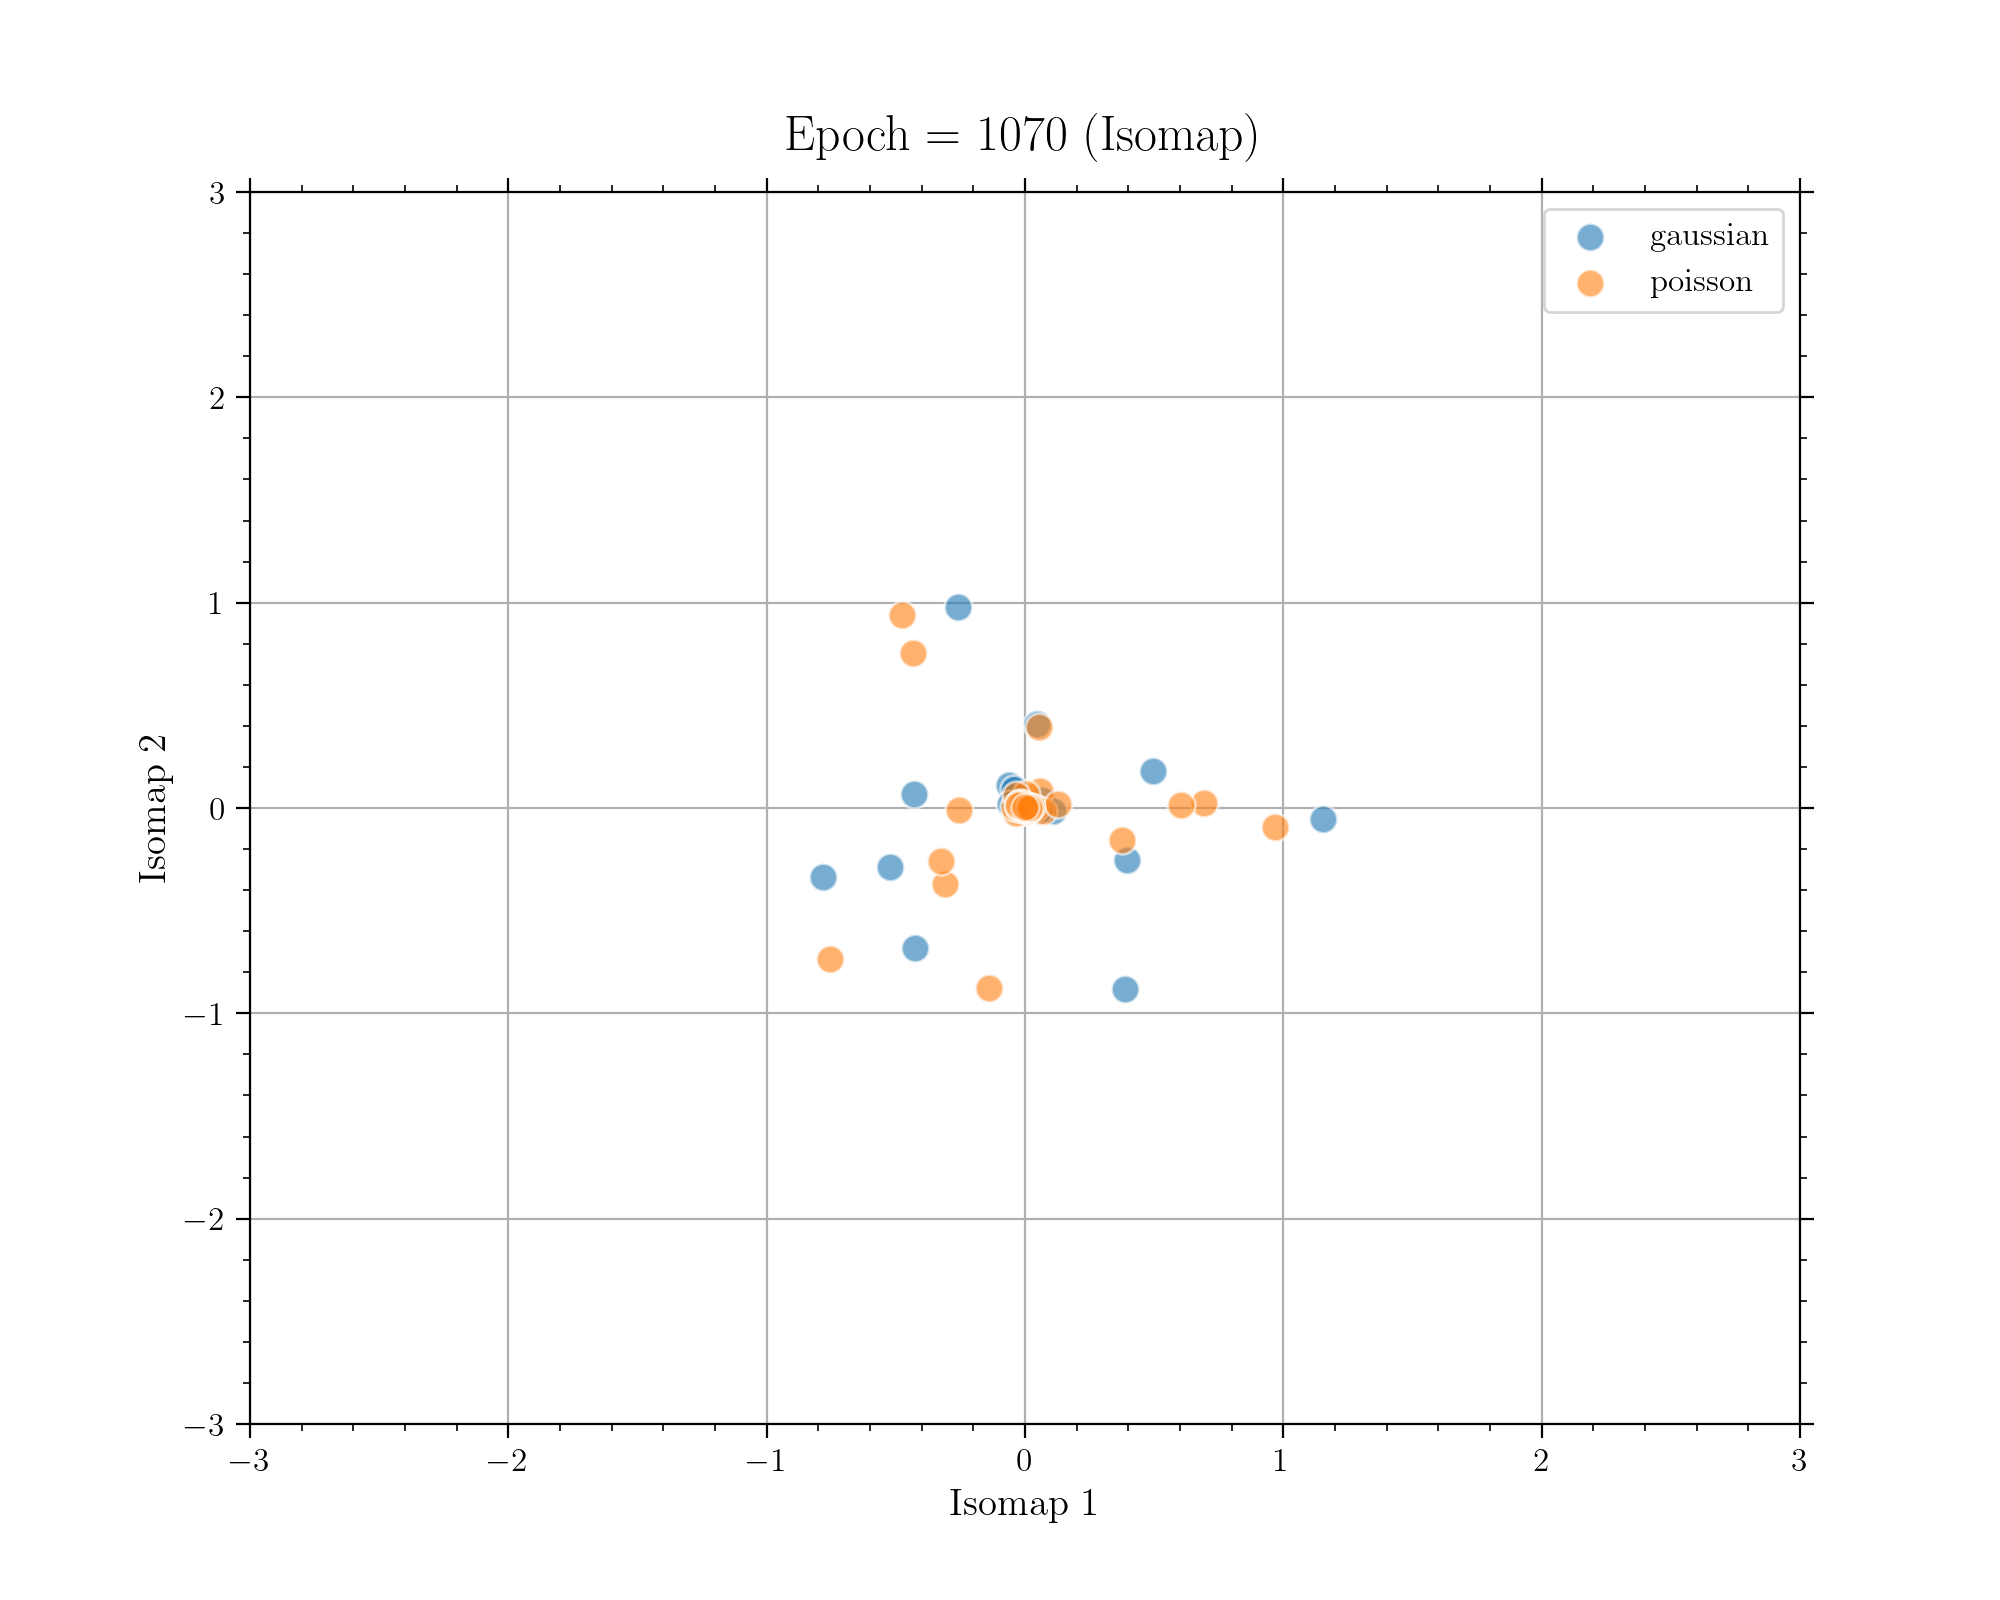 Epoch = 1070 (Isomap)
gaussian
poisson
3
2
1
0
−1
−2
−3
Isomap 2
−3 −2 −1 0 1 2 3
Isomap 1